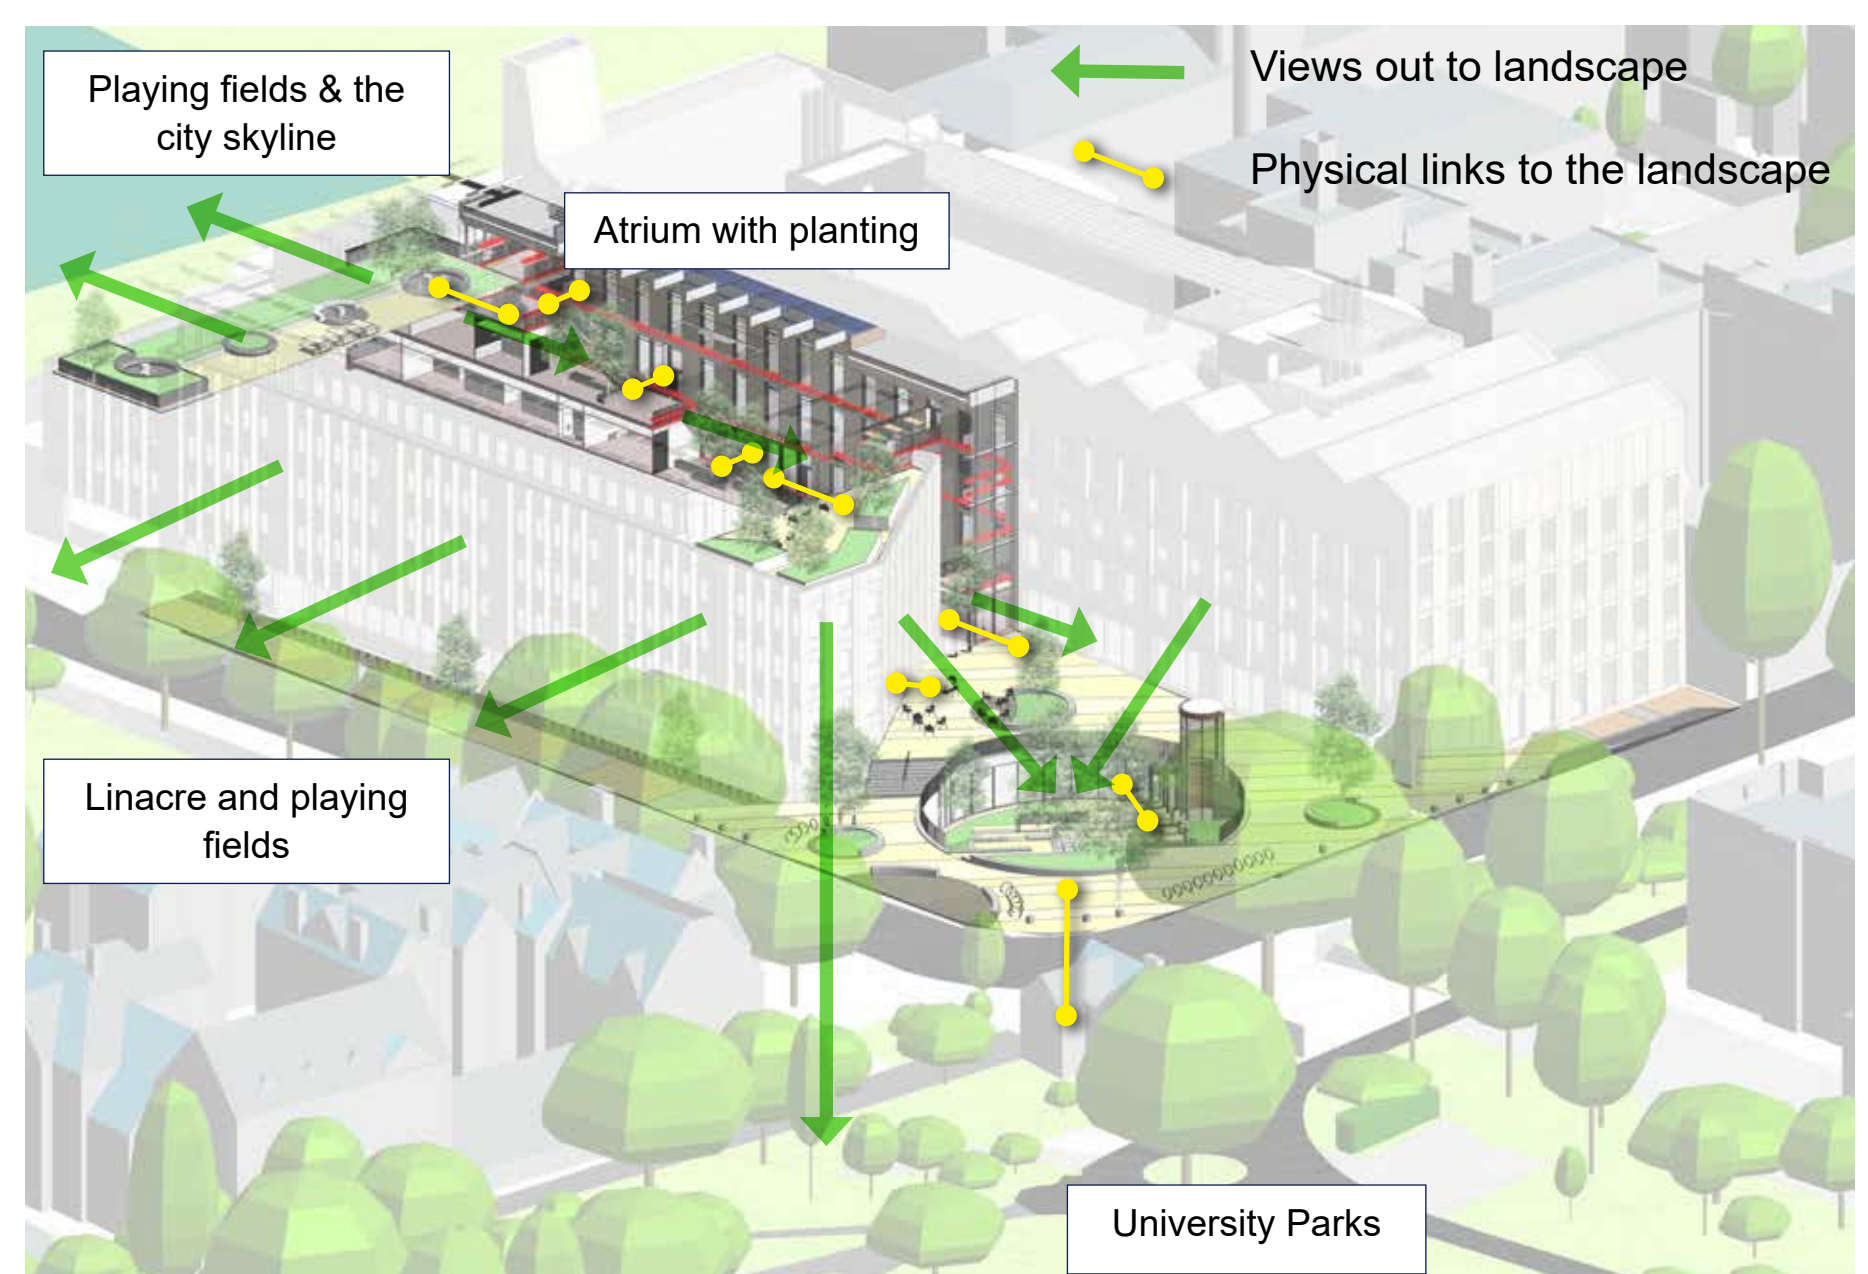 Playing fields & the
city skyline
Views out to landscape
Physical links to the landscape
Atrium with planting
Linacre and playing
fields
University Parks